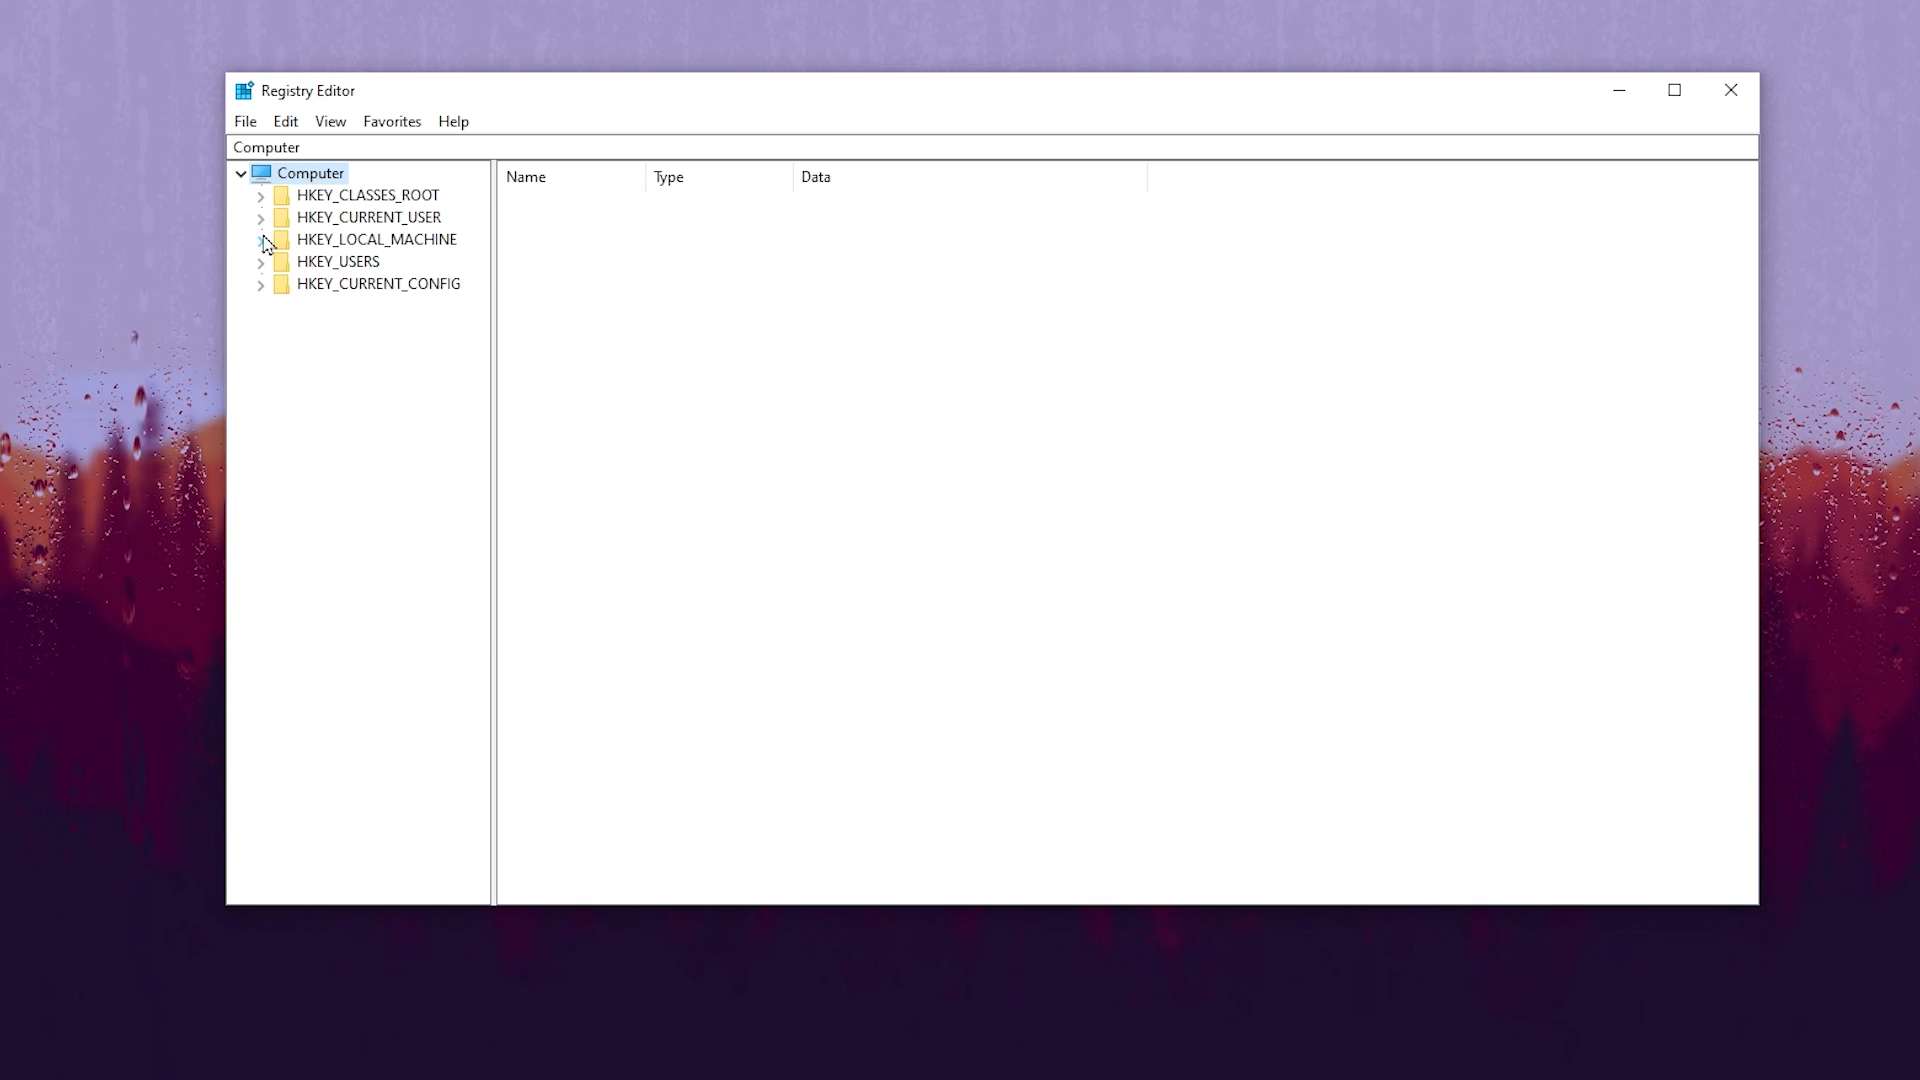 Registry Editor
File Edit View Favorites Help
Computer
Computer
HKEY_CLASSES_ROOT
HKEY_CURRENT_USER
HKEY_LOCAL_MACHINE
HKEY_USERS
HKEY_CURRENT_CONFIG
Name Type Data